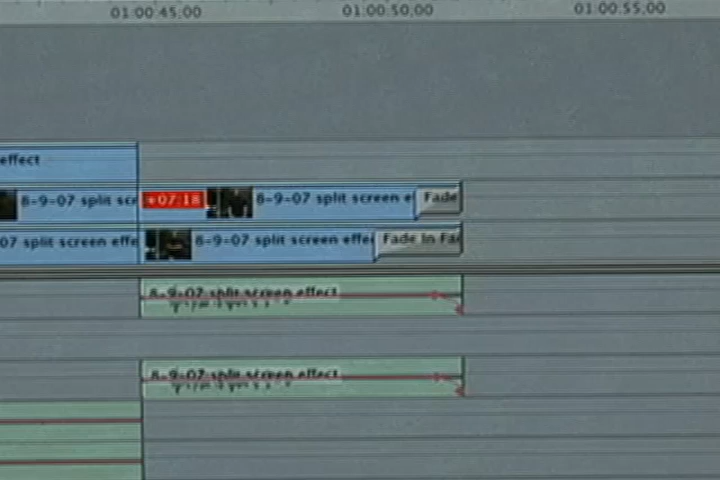 01:00:45:00 01:00:50:00 01:00:55:00
effect
8-9-07 split scr +07:18 8-9-07 split screen e Fade
07 split screen effe 8-9-07 split screen effe Fade In Fa
8-9-07 split screen effect
8-9-07 split screen effect